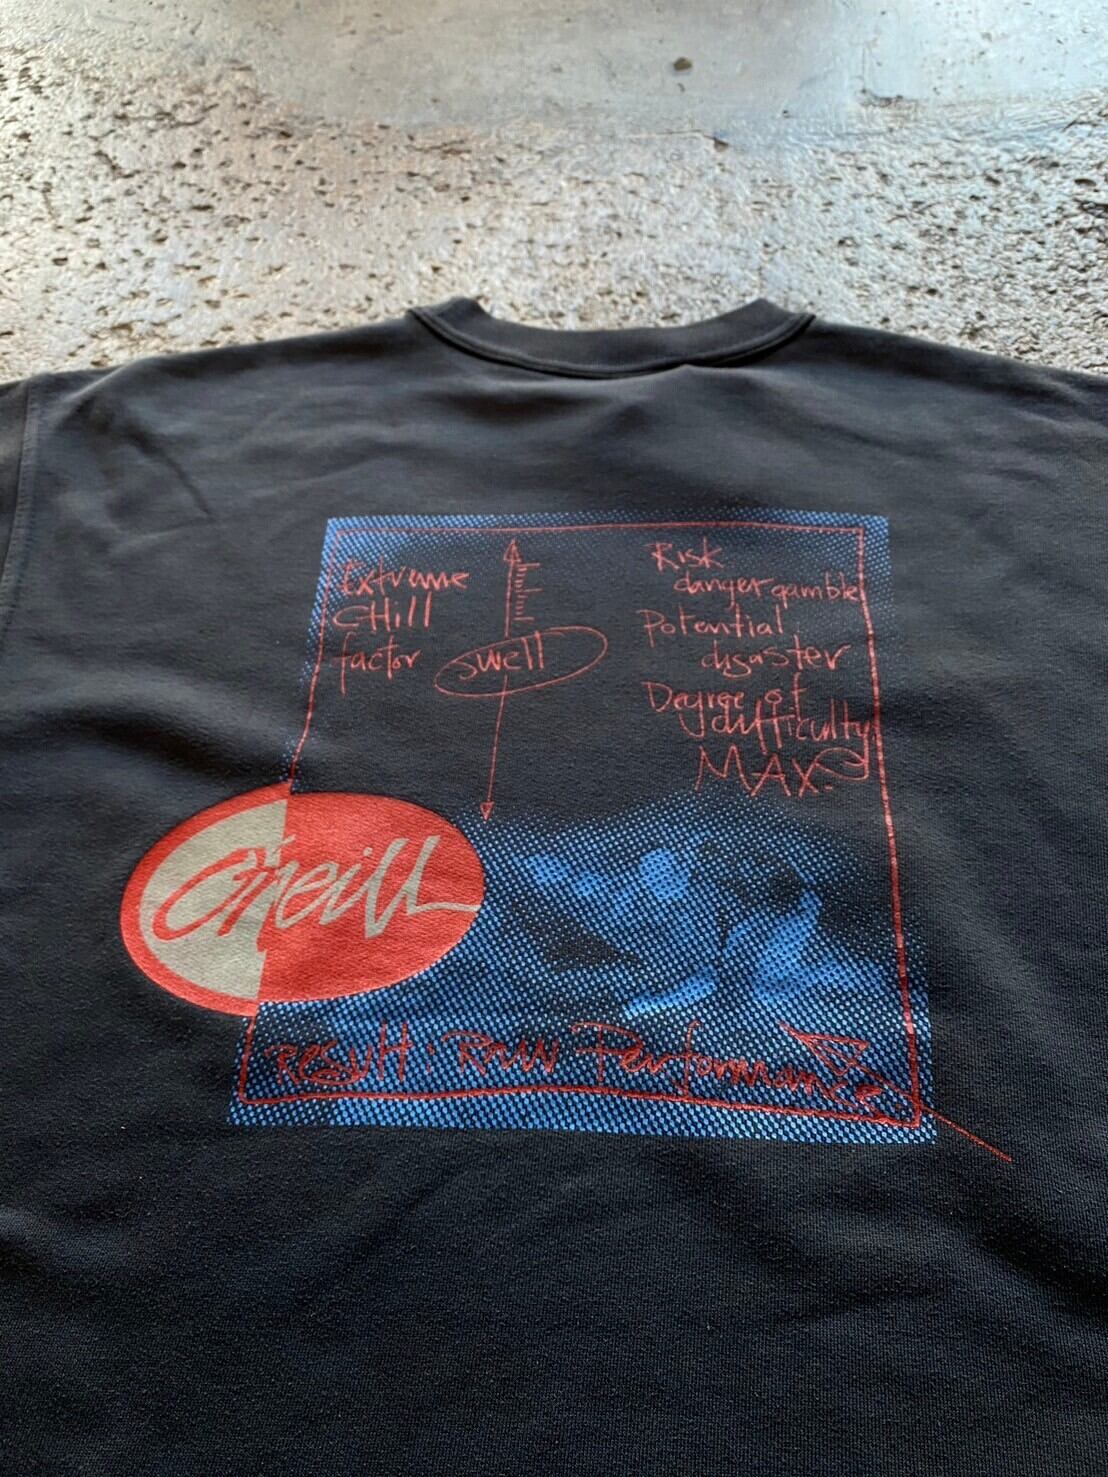 Extreme
CHill
factor
swell
Risk
danger gamble
Potential
disaster
Degree of
difficulty
MAX.
O'neill
Result: Raw Performance